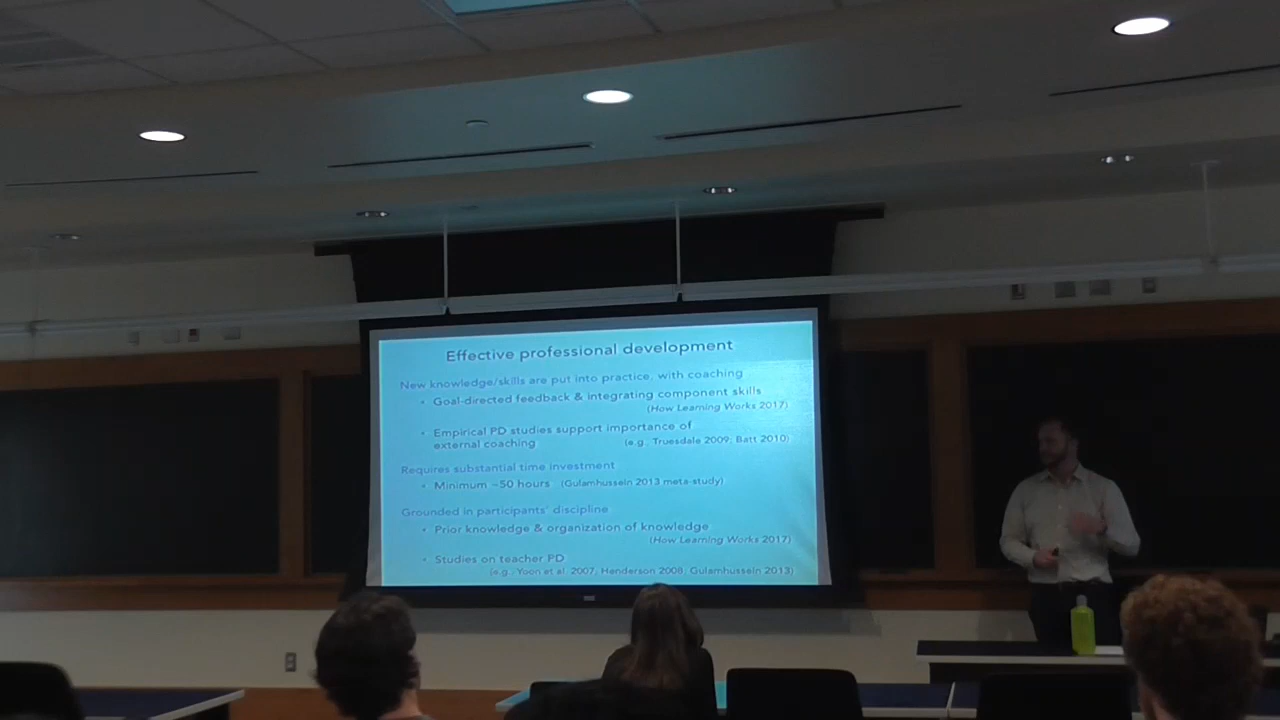 Effective professional development
New knowledge/skills are put into practice, with coaching
• Goal-directed feedback & integrating component skills
(How Learning Works 2017)
• Empirical PD studies support importance of
external coaching (e.g., Truesdale 2009; Batt 2010)
Requires substantial time investment
• Minimum ~50 hours (Gulamhussein 2013 meta-study)
Grounded in participants' discipline
• Prior knowledge & organization of knowledge
(How Learning Works 2017)
• Studies on teacher PD
(e.g., Yoon et al. 2007; Henderson 2008; Gulamhussein 2013)